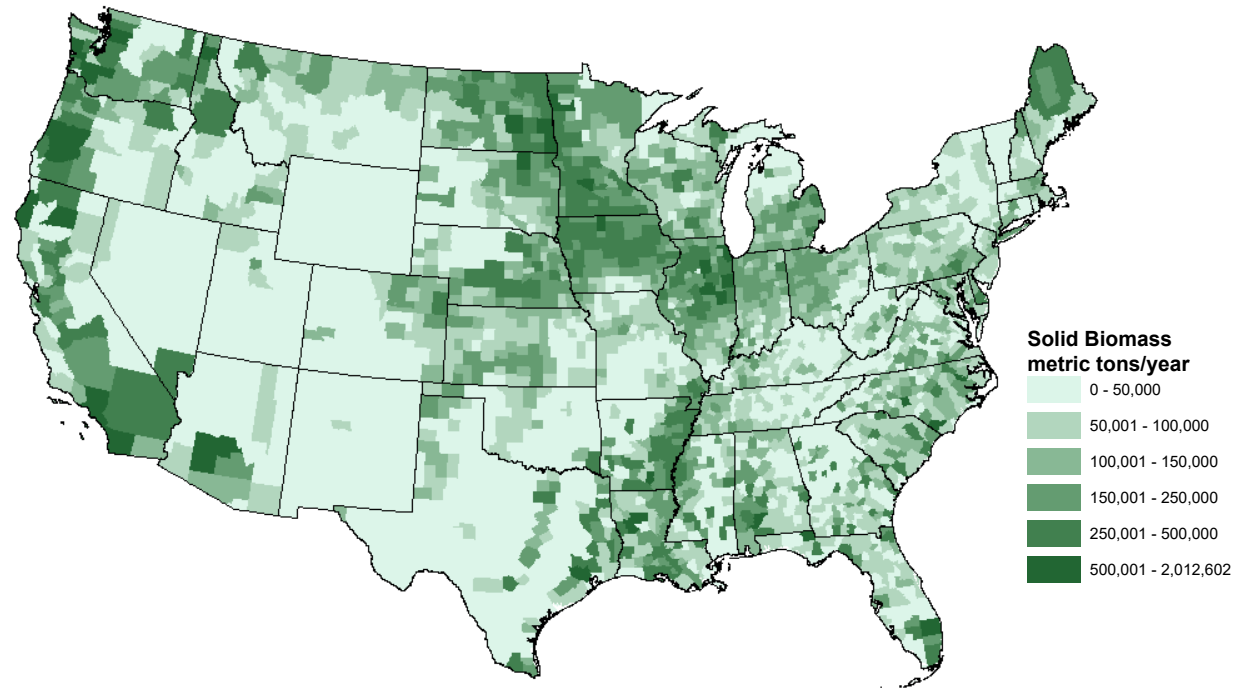 Solid Biomass
metric tons/year
0 - 50,000
50,001 - 100,000
100,001 - 150,000
150,001 - 250,000
250,001 - 500,000
500,001 - 2,012,602